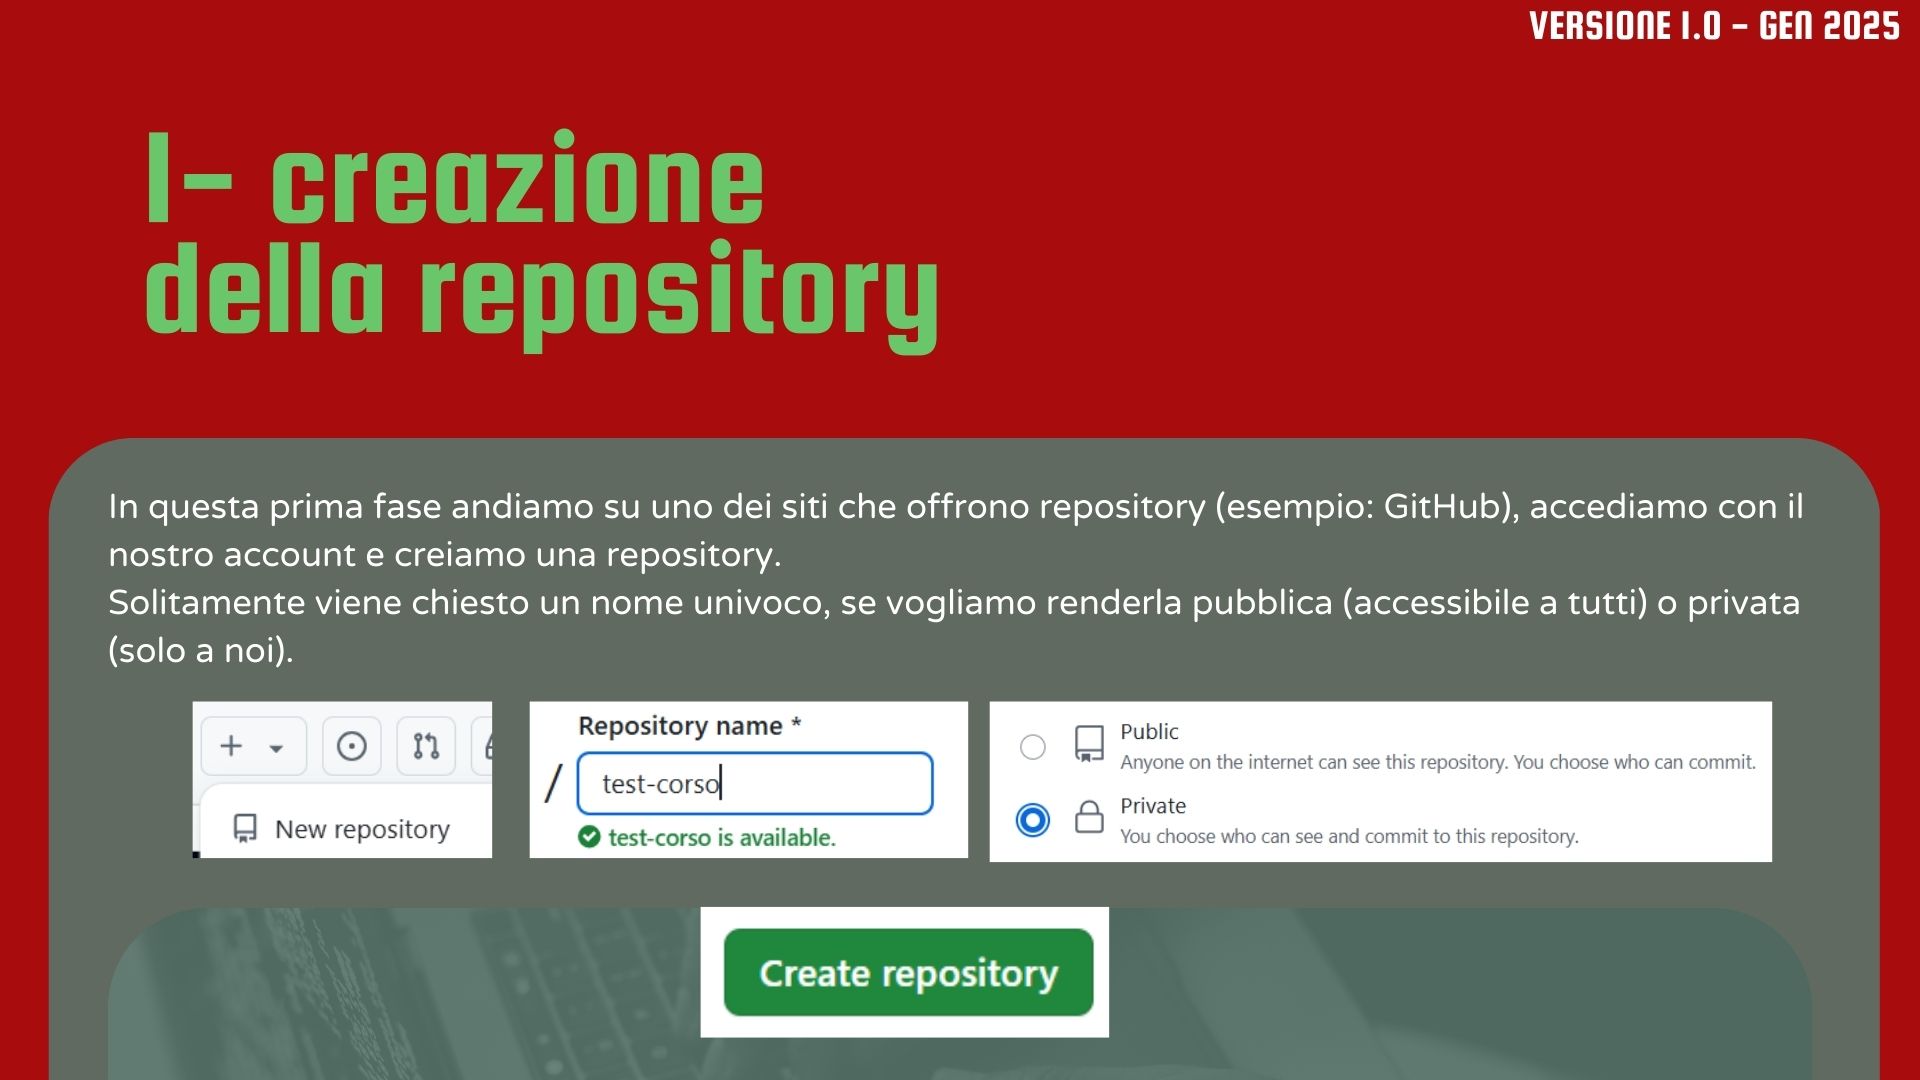 VERSIONE 1.0 - GEN 2025
1- creazione
della repository
In questa prima fase andiamo su uno dei siti che offrono repository (esempio: GitHub), accediamo con il
nostro account e creiamo una repository.
Solitamente viene chiesto un nome univoco, se vogliamo renderla pubblica (accessibile a tutti) o privata
(solo a noi).
New repository
Repository name *
/ test-corso
test-corso is available.
Public
Anyone on the internet can see this repository. You choose who can commit.
Private
You choose who can see and commit to this repository.
Create repository